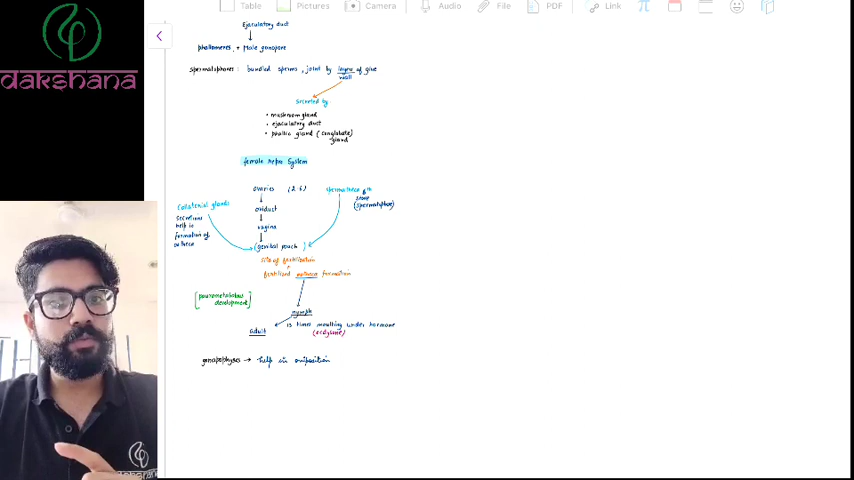 Table Pictures Camera Audio File PDF Link
dakshana
Ejaculatory duct
phallomeres + Male gonopore
spermatophores : bundled sperms, joint by layers of glue
wall
secreted by
• mushroom gland
• ejaculatory duct
• phallic gland (conglobate)
gland
female Repro System
ovaries (2-6)
spermatheca 6th
segp
(spermatophore)
collaterial glands
secretions
help in
formation of
ootheca
oviduct
vagina
(genital pouch)
site of fertilization
fertilised ootheca formation
[paurometabolous
development]
nymph
adult
13 times moulting under hormone
(ecdysone)
gonapophyses → help in oviposition